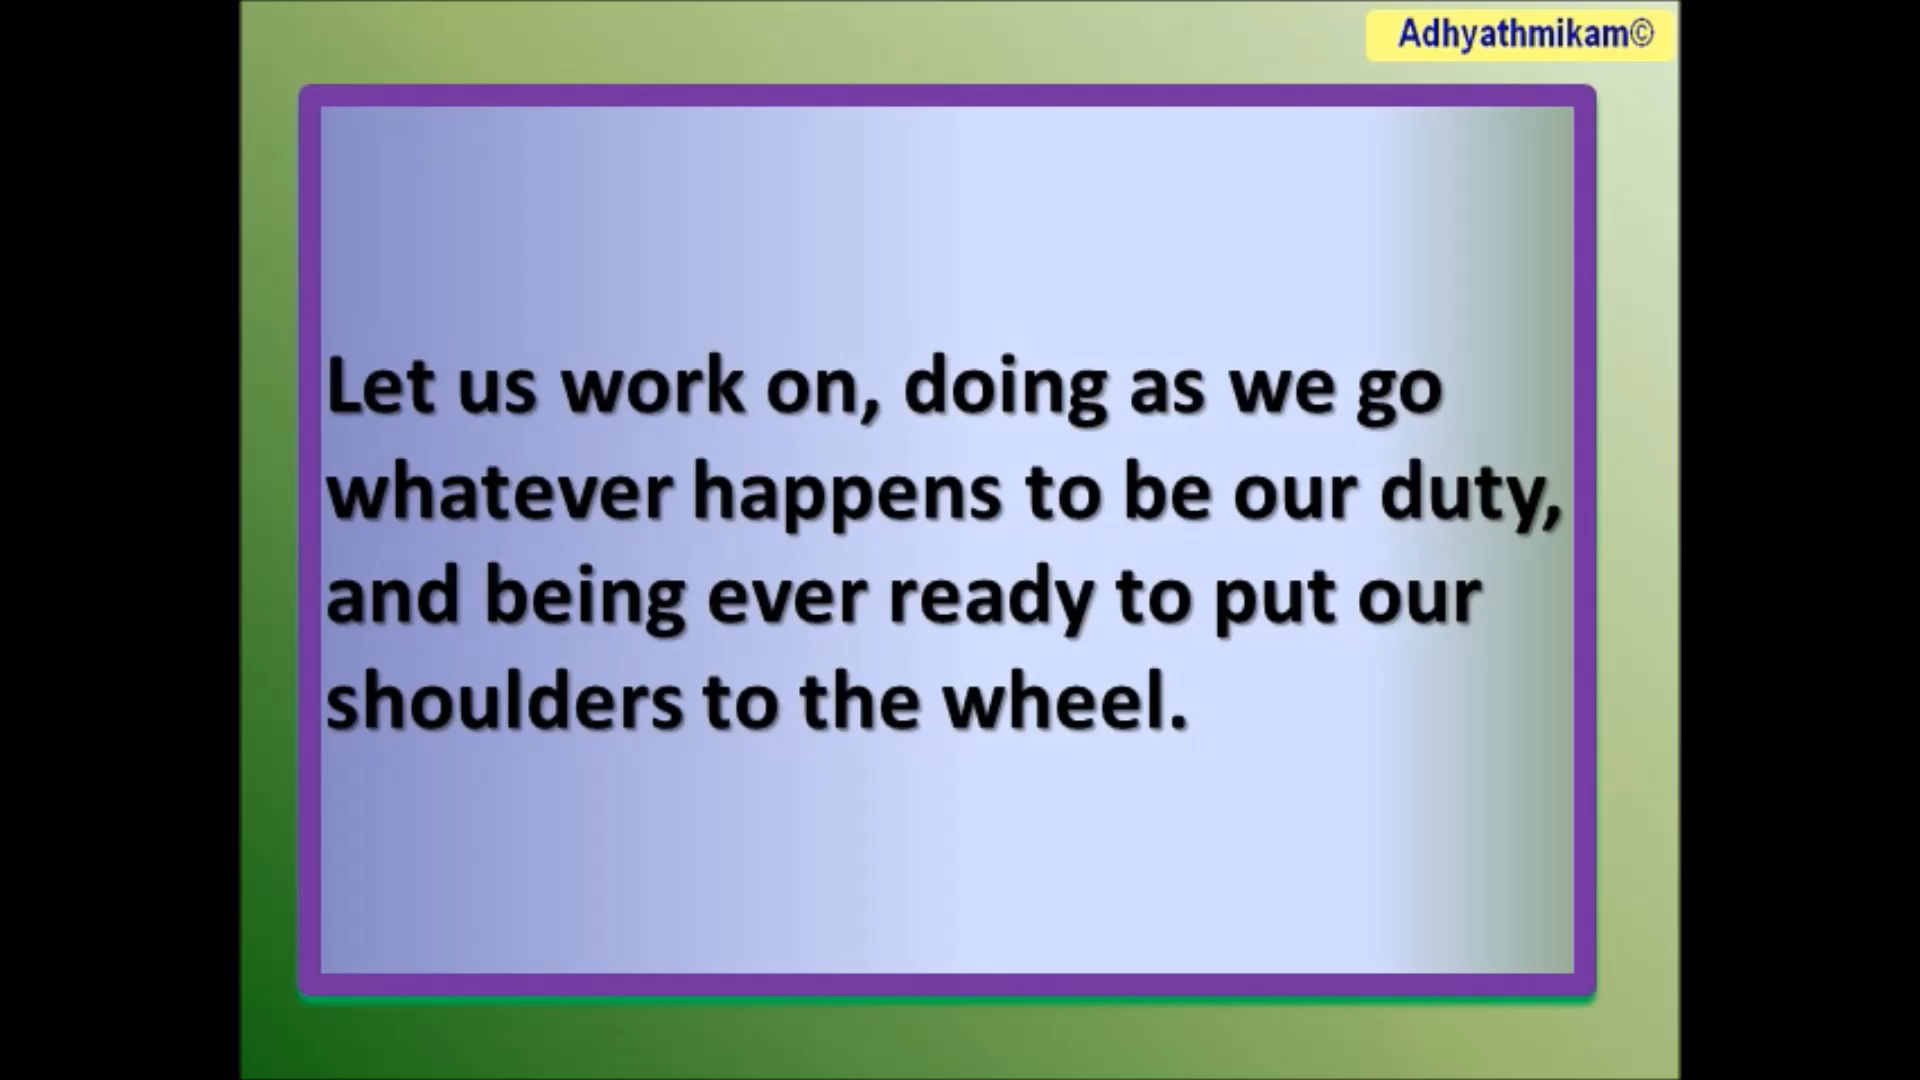 Adhyathmikam©
Let us work on, doing as we go
whatever happens to be our duty,
and being ever ready to put our
shoulders to the wheel.